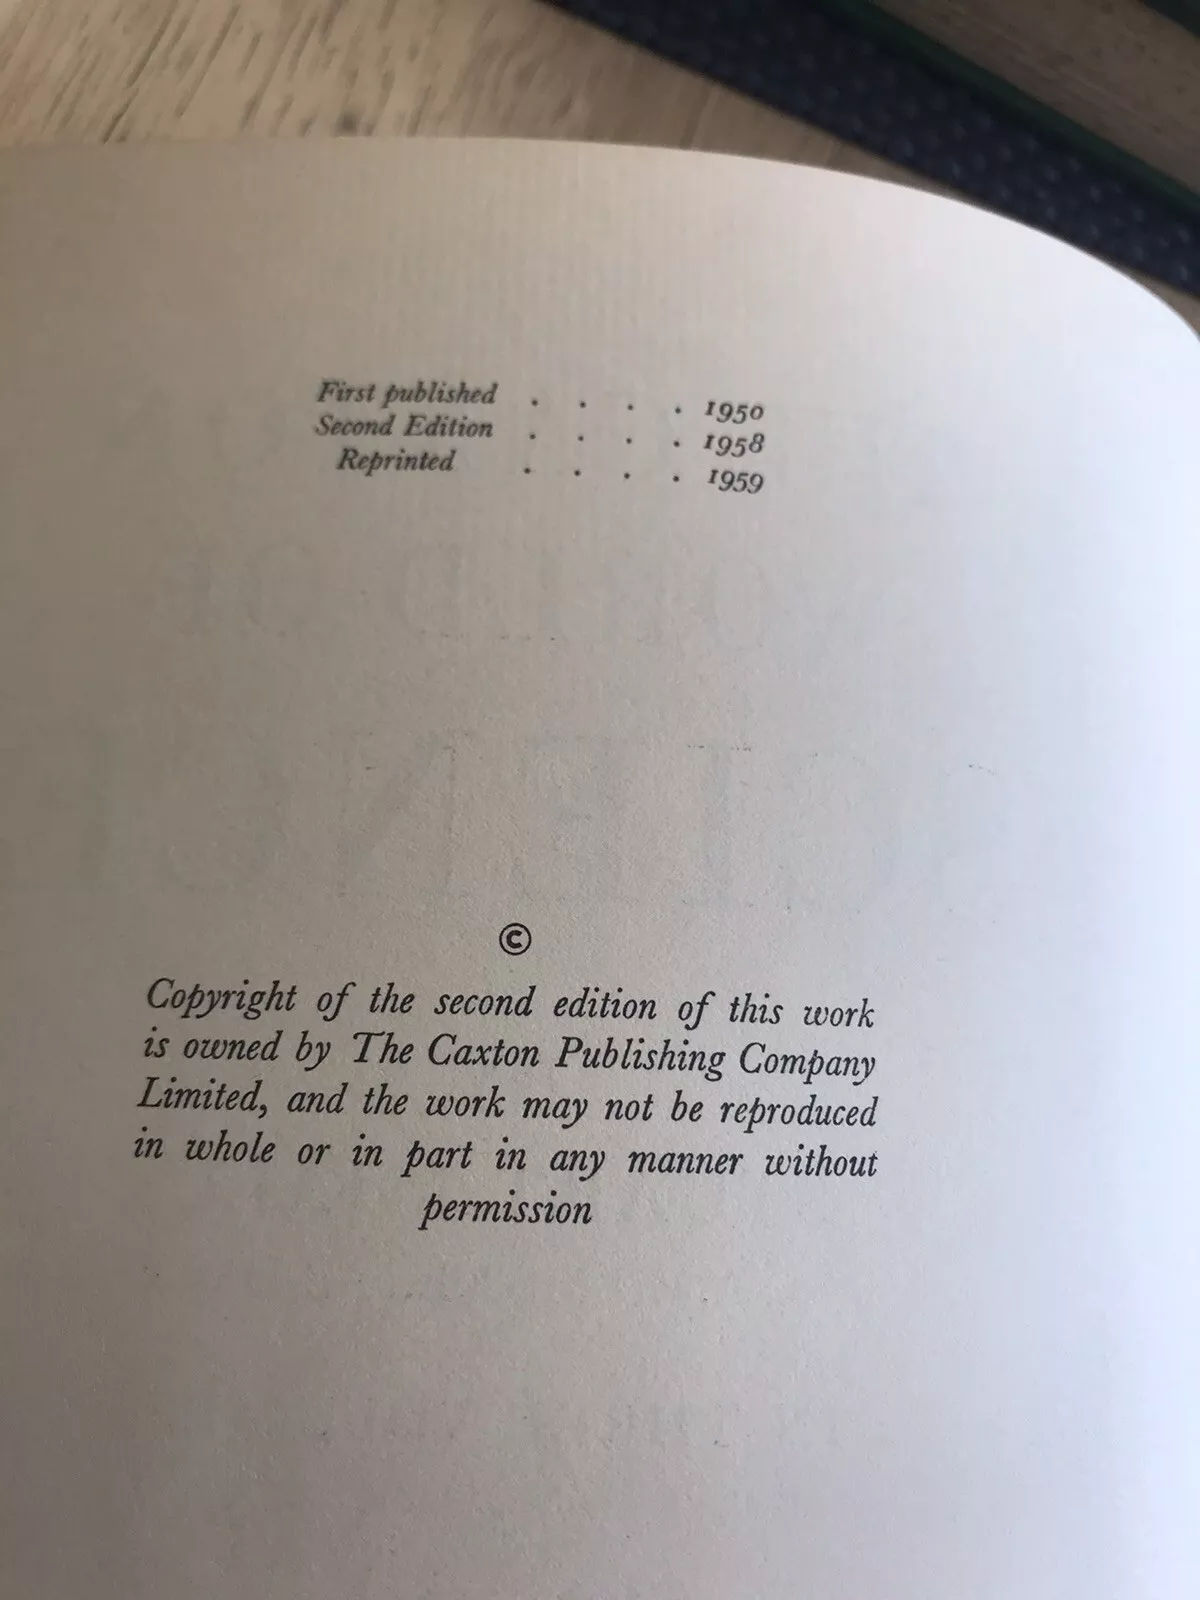 First published . . . . 1950
Second Edition . . . . 1958
Reprinted . . . . 1959
©
Copyright of the second edition of this work
is owned by The Caxton Publishing Company
Limited, and the work may not be reproduced
in whole or in part in any manner without
permission